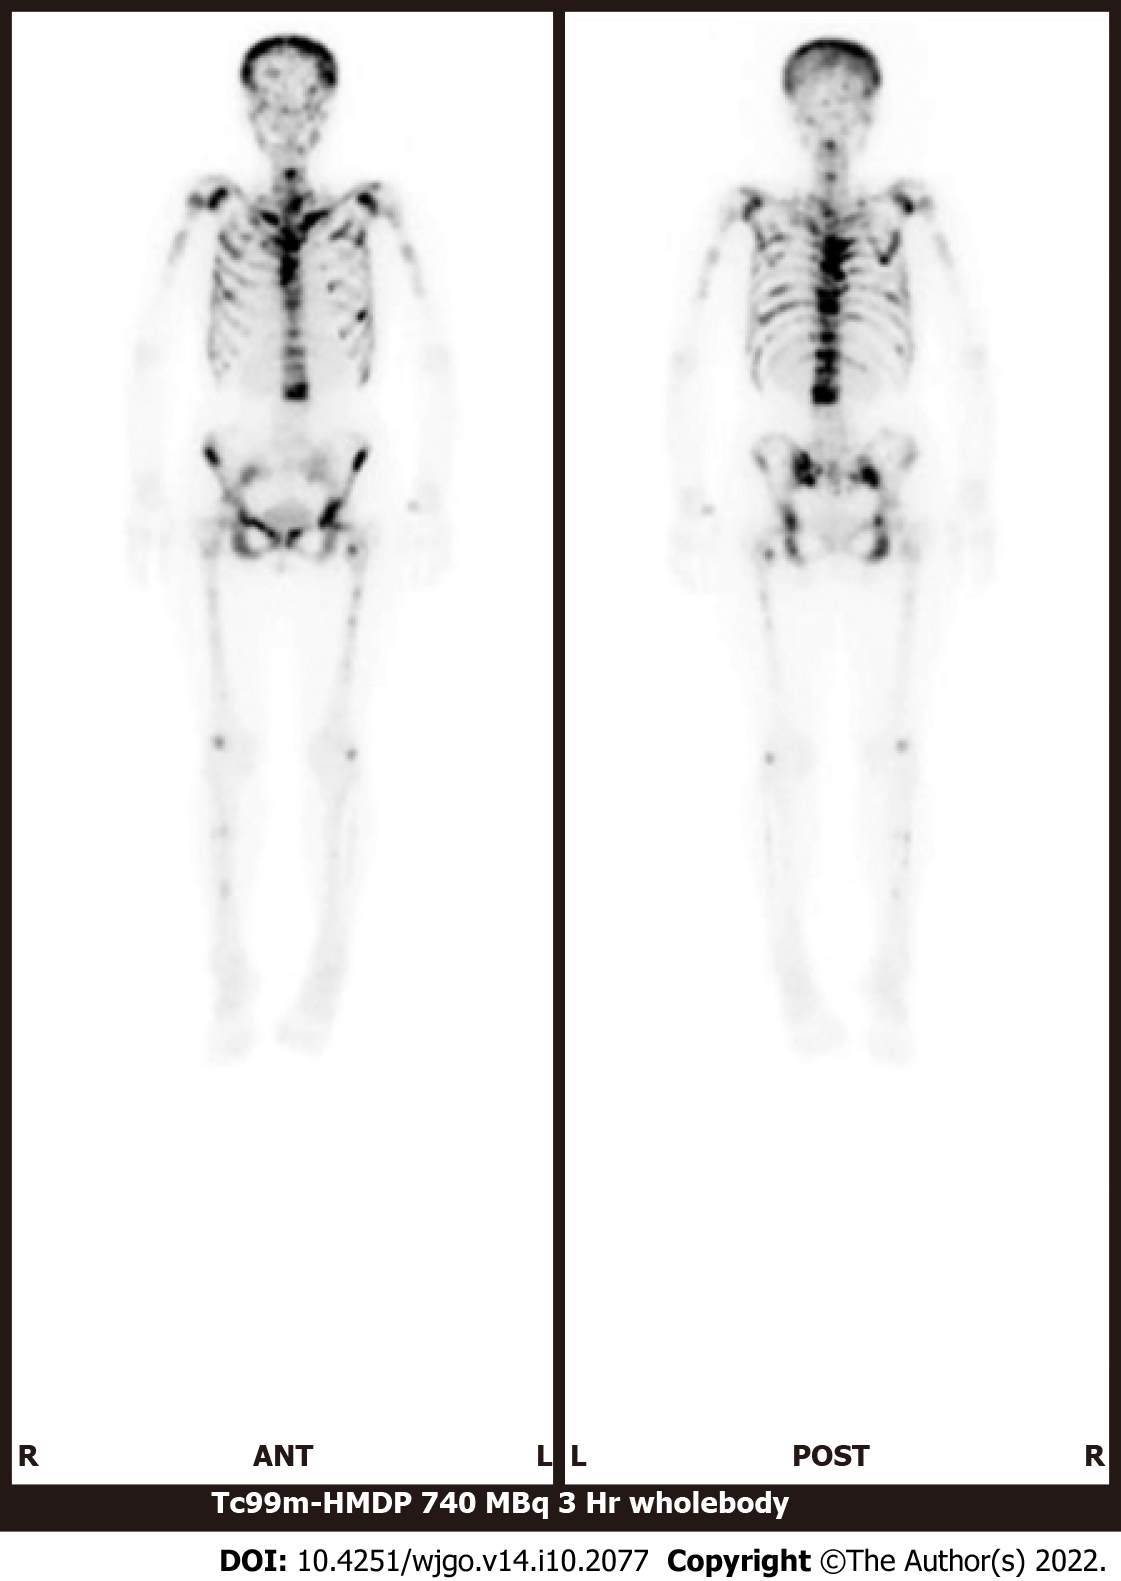 R ANT L L POST R
Tc99m-HMDP 740 MBq 3 Hr wholebody
DOI: 10.4251/wjgo.v14.i10.2077 Copyright ©The Author(s) 2022.